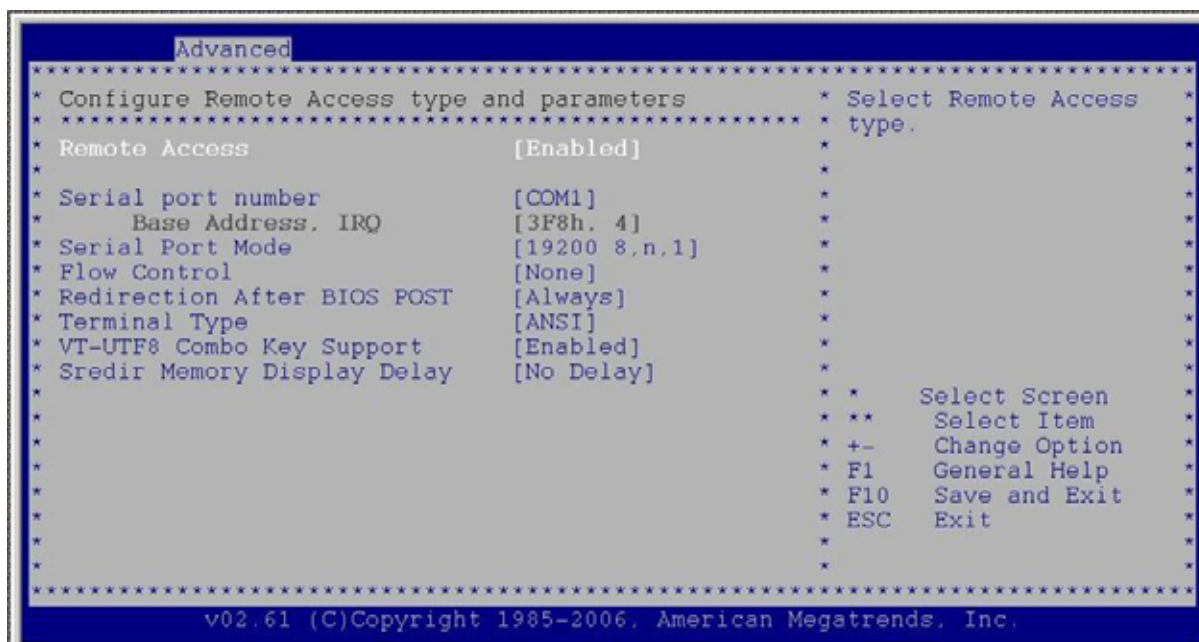 Advanced
Configure Remote Access type and parameters
Remote Access [Enabled]
Serial port number [COM1]
Base Address, IRQ [3F8h, 4]
Serial Port Mode [19200 8,n,1]
Flow Control [None]
Redirection After BIOS POST [Always]
Terminal Type [ANSI]
VT-UTF8 Combo Key Support [Enabled]
Sredir Memory Display Delay [No Delay]
Select Remote Access
type.
* Select Screen
** Select Item
+- Change Option
F1 General Help
F10 Save and Exit
ESC Exit
v02.61 (C)Copyright 1985-2006, American Megatrends, Inc.